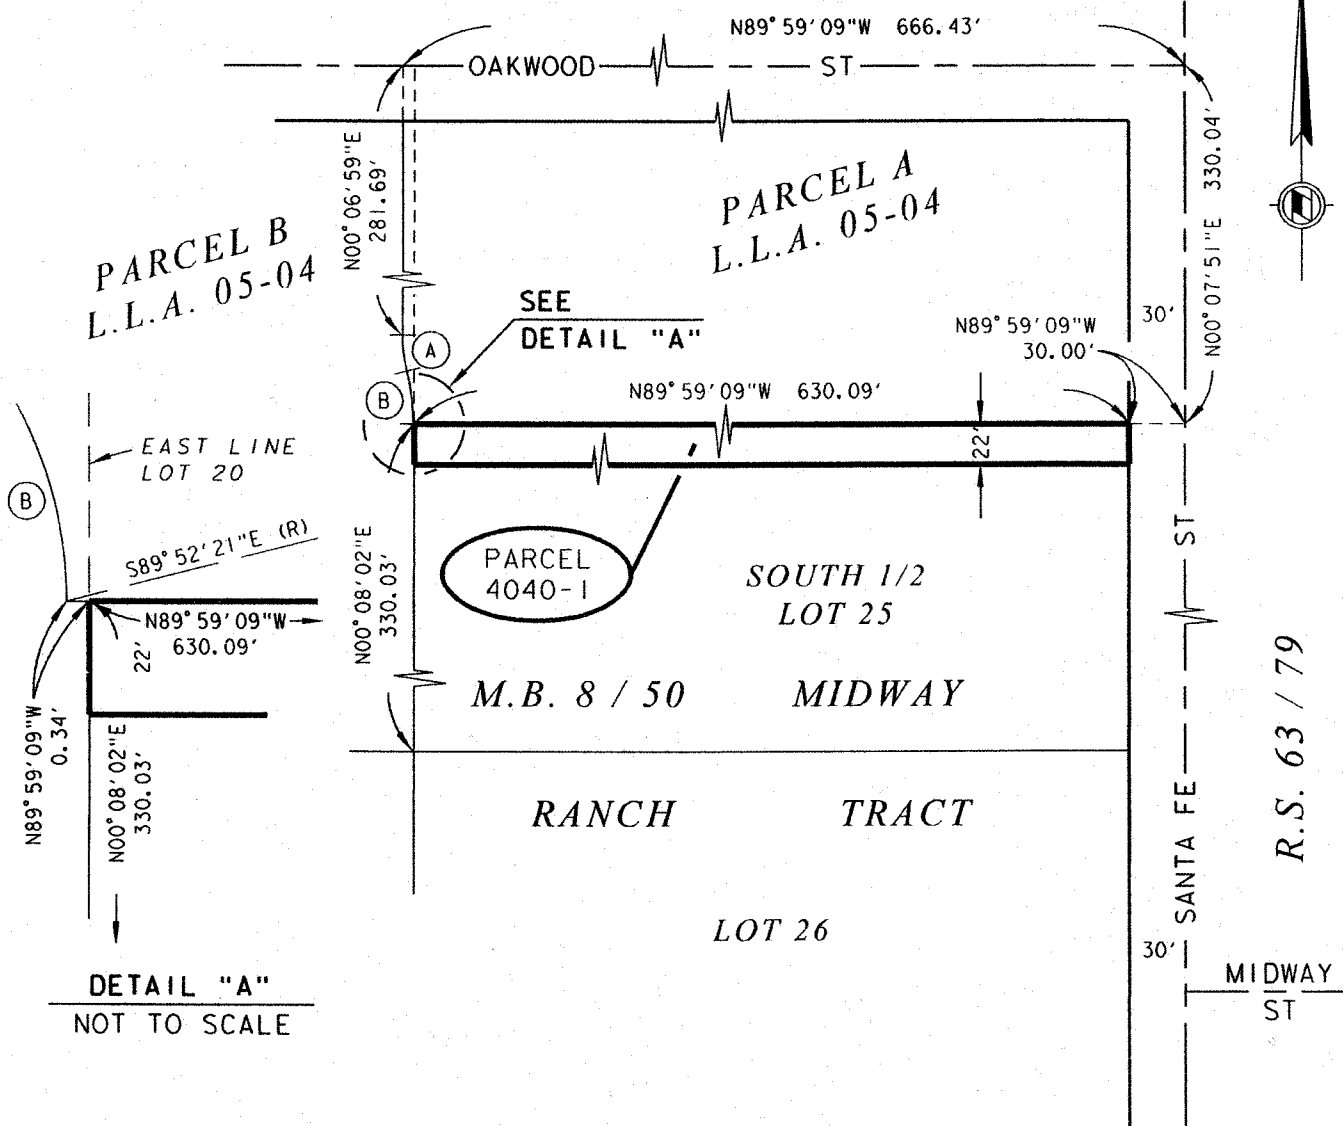 N89°59'09"W 666.43'
OAKWOOD ST
N00°06'59"E
281.69'
PARCEL A
L.L.A. 05-04
330.04'
N00°07'51"E
PARCEL B
L.L.A. 05-04
SEE
DETAIL "A"
30'
N89°59'09"W
30.00'
A
B
N89°59'09"W 630.09'
22'
EAST LINE
LOT 20
B
S89°52'21"E (R)
N89°59'09"W
630.09'
22'
N89°59'09"W
0.34'
N00°08'02"E
330.03'
N00°08'02"E
330.03'
PARCEL
4040-1
SOUTH 1/2
LOT 25
M.B. 8 / 50 MIDWAY
RANCH TRACT
LOT 26
SANTA FE ST
R.S. 63 / 79
30'
MIDWAY
ST
DETAIL "A"
NOT TO SCALE